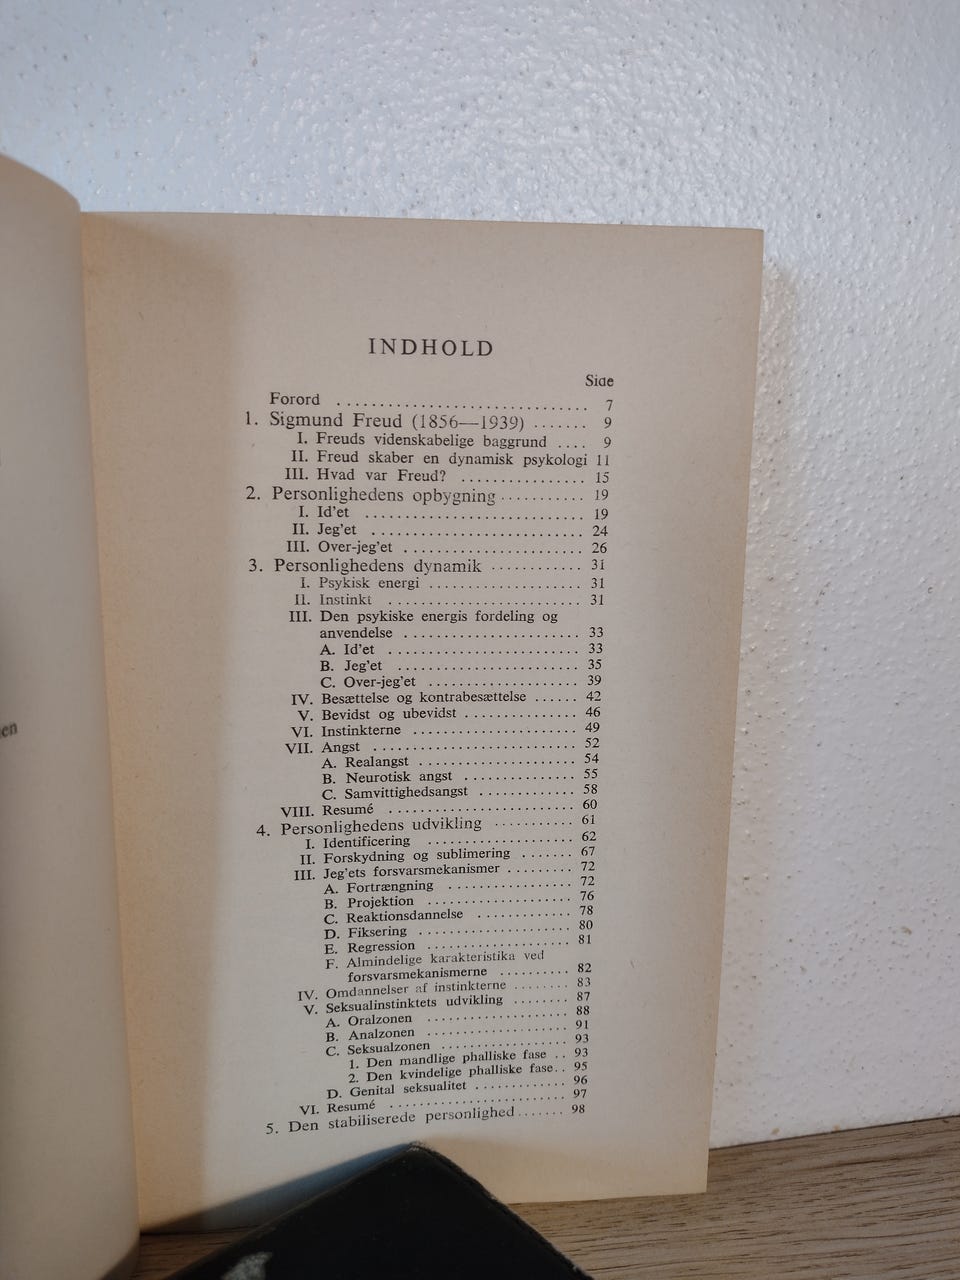 INDHOLD
Side
Forord .............................. 7
1. Sigmund Freud (1856—1939) ....... 9
I. Freuds videnskabelige baggrund .... 9
II. Freud skaber en dynamisk psykologi 11
III. Hvad var Freud? ................ 15
2. Personlighedens opbygning .......... 19
I. Id'et ............................ 19
II. Jeg'et ........................... 24
III. Over-jeg'et ....................... 26
3. Personlighedens dynamik ........... 31
I. Psykisk energi .................... 31
II. Instinkt ......................... 31
III. Den psykiske energis fordeling og
anvendelse ....................... 33
A. Id'et ......................... 33
B. Jeg'et ........................ 35
C. Over-jeg'et .................... 39
IV. Besættelse og kontrabesættelse ...... 42
V. Bevidst og ubevidst ............... 46
VI. Instinkterne ..................... 49
VII. Angst .......................... 52
A. Realangst .................... 54
B. Neurotisk angst .............. 55
C. Samvittighedsangst ............ 58
VIII. Resumé ........................ 60
4. Personlighedens udvikling ........... 61
I. Identificering ................... 62
II. Forskydning og sublimering ....... 67
III. Jeg'ets forsvarsmekanismer ......... 72
A. Fortrængning ................ 72
B. Projektion ................... 76
C. Reaktionsdannelse ............ 78
D. Fiksering .................... 80
E. Regression ................... 81
F. Almindelige karakteristika ved
forsvarsmekanismerne .......... 82
IV. Omdannelser af instinkterne ........ 83
V. Seksualinstinktets udvikling ........ 87
A. Oralzonen ................... 88
B. Analzonen ................... 91
C. Seksualzonen ................. 93
1. Den mandlige phalliske fase .. 93
2. Den kvindelige phalliske fase.. 95
D. Genital seksualitet ............. 96
VI. Resumé ........................ 97
5. Den stabiliserede personlighed ....... 98